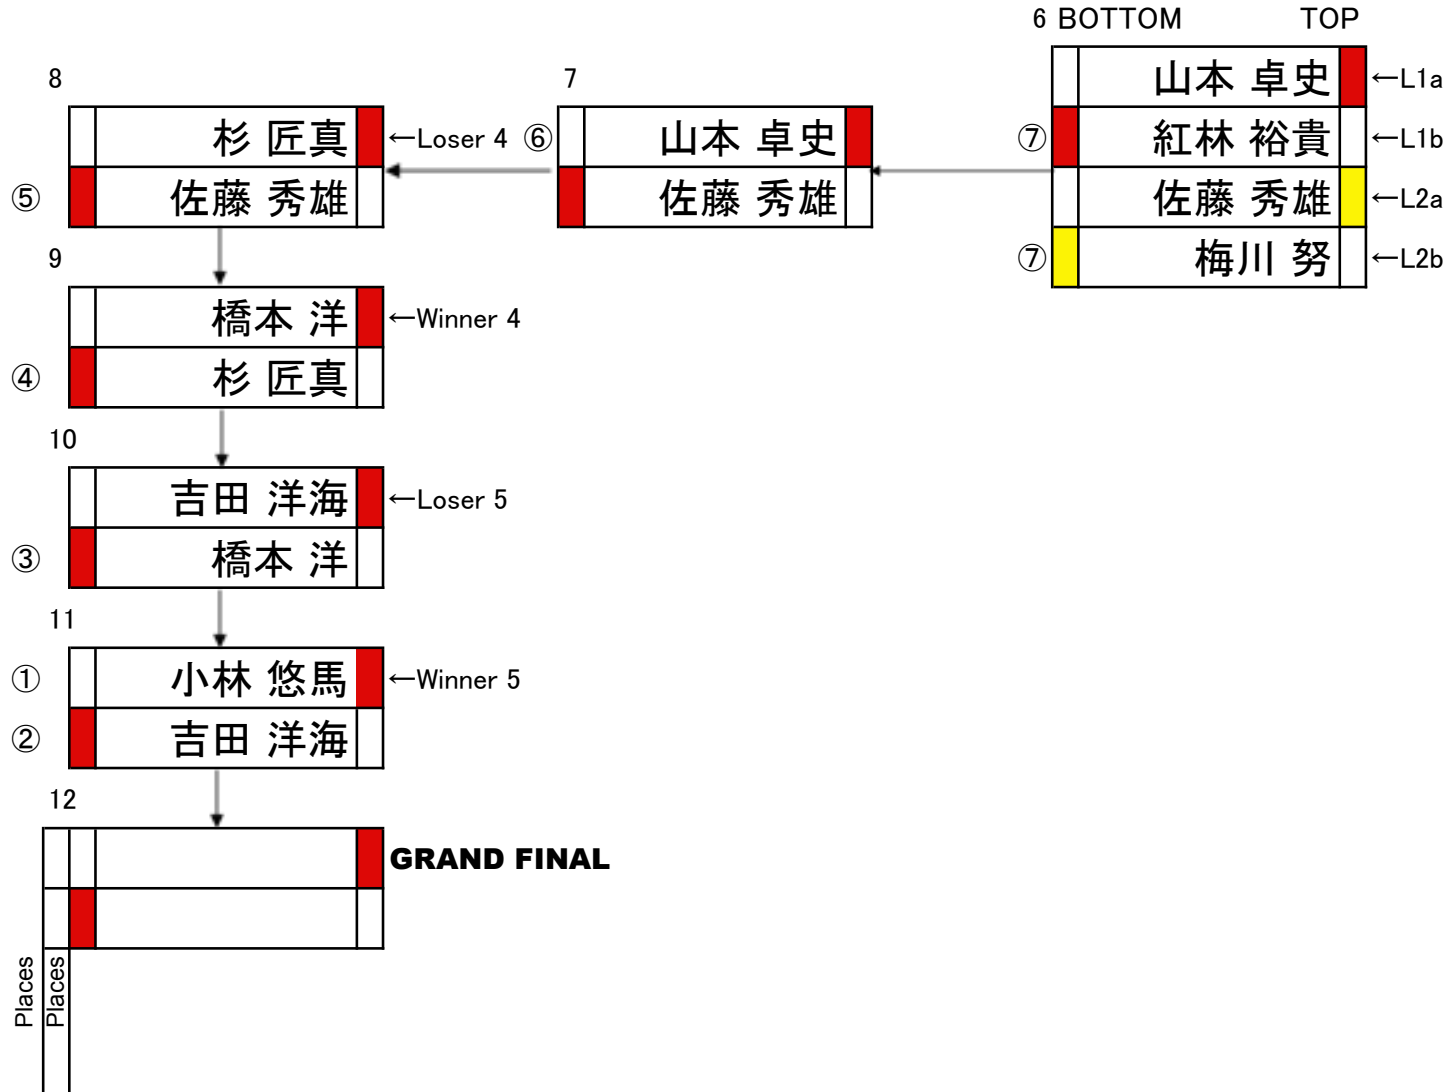 6 BOTTOM TOP
山本 卓史 ←L1a
⑦ 紅林 裕貴 ←L1b
佐藤 秀雄 ←L2a
⑦ 梅川 努 ←L2b
7
⑥ 山本 卓史
佐藤 秀雄
8
杉 匠真 ←Loser 4
⑤ 佐藤 秀雄
9
橋本 洋 ←Winner 4
④ 杉 匠真
10
吉田 洋海 ←Loser 5
③ 橋本 洋
11
① 小林 悠馬 ←Winner 5
② 吉田 洋海
12
GRAND FINAL
Places
Places